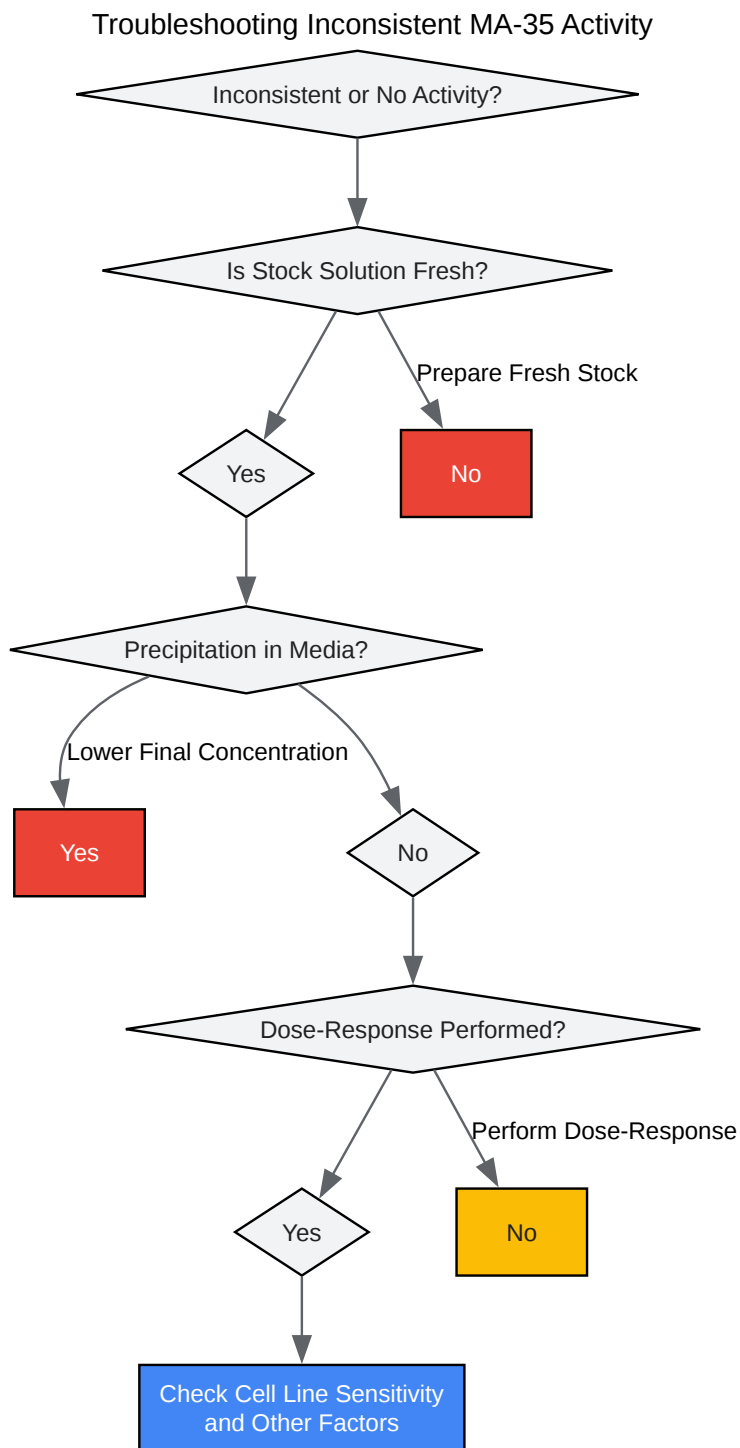 Troubleshooting Inconsistent MA-35 Activity
Inconsistent or No Activity?
Is Stock Solution Fresh?
Prepare Fresh Stock
Yes
No
Precipitation in Media?
Lower Final Concentration
Yes
No
Dose-Response Performed?
Perform Dose-Response
Yes
No
Check Cell Line Sensitivity
and Other Factors